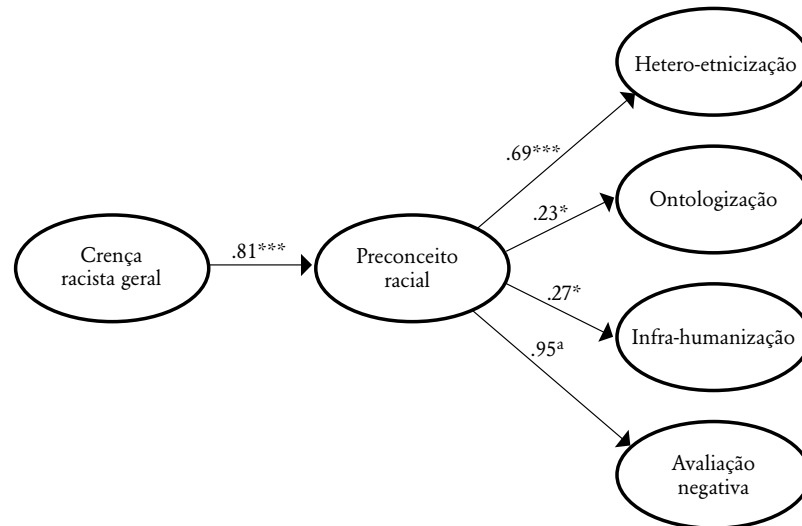 Hetero-etnicização
.69***
.23*
Ontologização
Crença
racista geral
.81***
Preconceito
racial
.27*
Infra-humanização
.95ª
Avaliação
negativa